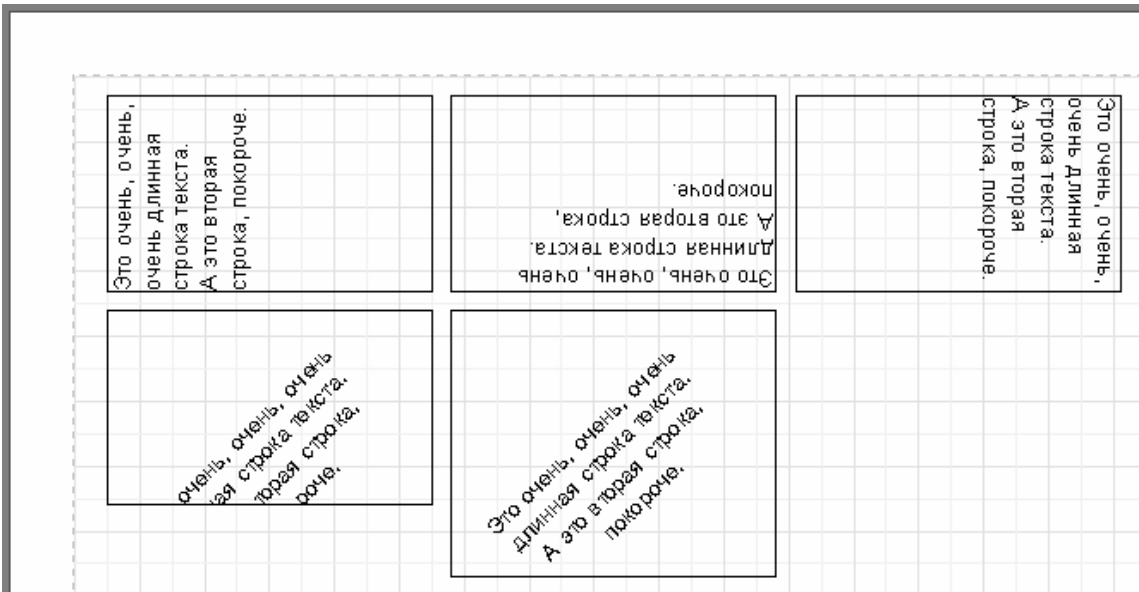 Это очень, очень,
очень длинная
строка текста.
А это вторая
строка, покороче.
Это очень, очень, очень
длинная строка текста.
А это вторая строка,
покороче.
Это очень, очень,
очень длинная
строка текста.
А это вторая
строка, покороче.
очень, очень, очень
ая строка текста.
торая строка,
роче.
Это очень, очень, очень
длинная строка текста.
А это вторая строка,
покороче.